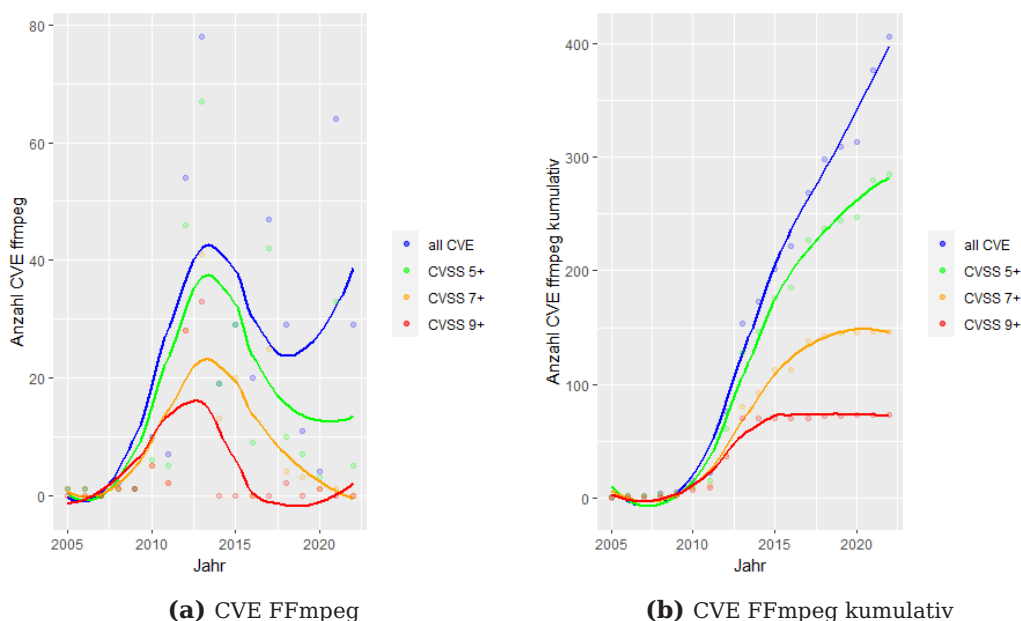 80
60
40
20
0
2005 2010 2015 2020
Jahr
Anzahl CVE ffmpeg
all CVE
CVSS 5+
CVSS 7+
CVSS 9+
(a) CVE FFmpeg
400
300
200
100
0
2005 2010 2015 2020
Jahr
Anzahl CVE ffmpeg kumulativ
all CVE
CVSS 5+
CVSS 7+
CVSS 9+
(b) CVE FFmpeg kumulativ